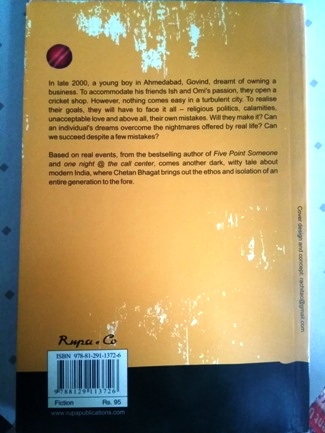 In late 2000, a young boy in Ahmedabad, Govind, dreamt of owning a
business. To accommodate his friends Ish and Omi's passion, they open a
cricket shop. However, nothing comes easy in a turbulent city. To realise
their goals, they will have to face it all – religious politics, calamities,
unacceptable love and above all, their own mistakes. Will they make it? Can
an individual's dreams overcome the nightmares offered by real life? Can
we succeed despite a few mistakes?
Based on real events, from the bestselling author of Five Point Someone
and one night @ the call center, comes another dark, witty tale about
modern India, where Chetan Bhagat brings out the ethos and isolation of an
entire generation to the fore.
Cover design and concept: rachitac@gmail.com
Rupa & Co
ISBN 978-81-291-1372-6
9788129113726
Fiction Rs. 95
www.rupapublications.com